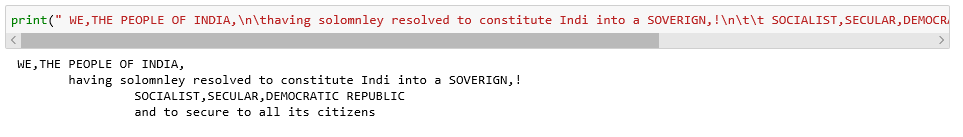 print(" WE,THE PEOPLE OF INDIA,\n\thaving solomnley resolved to constitute Indi into a SOVERIGN,!\n\t\t SOCIALIST,SECULAR,DEMOCRA
WE,THE PEOPLE OF INDIA,
having solomnley resolved to constitute Indi into a SOVERIGN,!
SOCIALIST,SECULAR,DEMOCRATIC REPUBLIC
and to secure to all its citizens